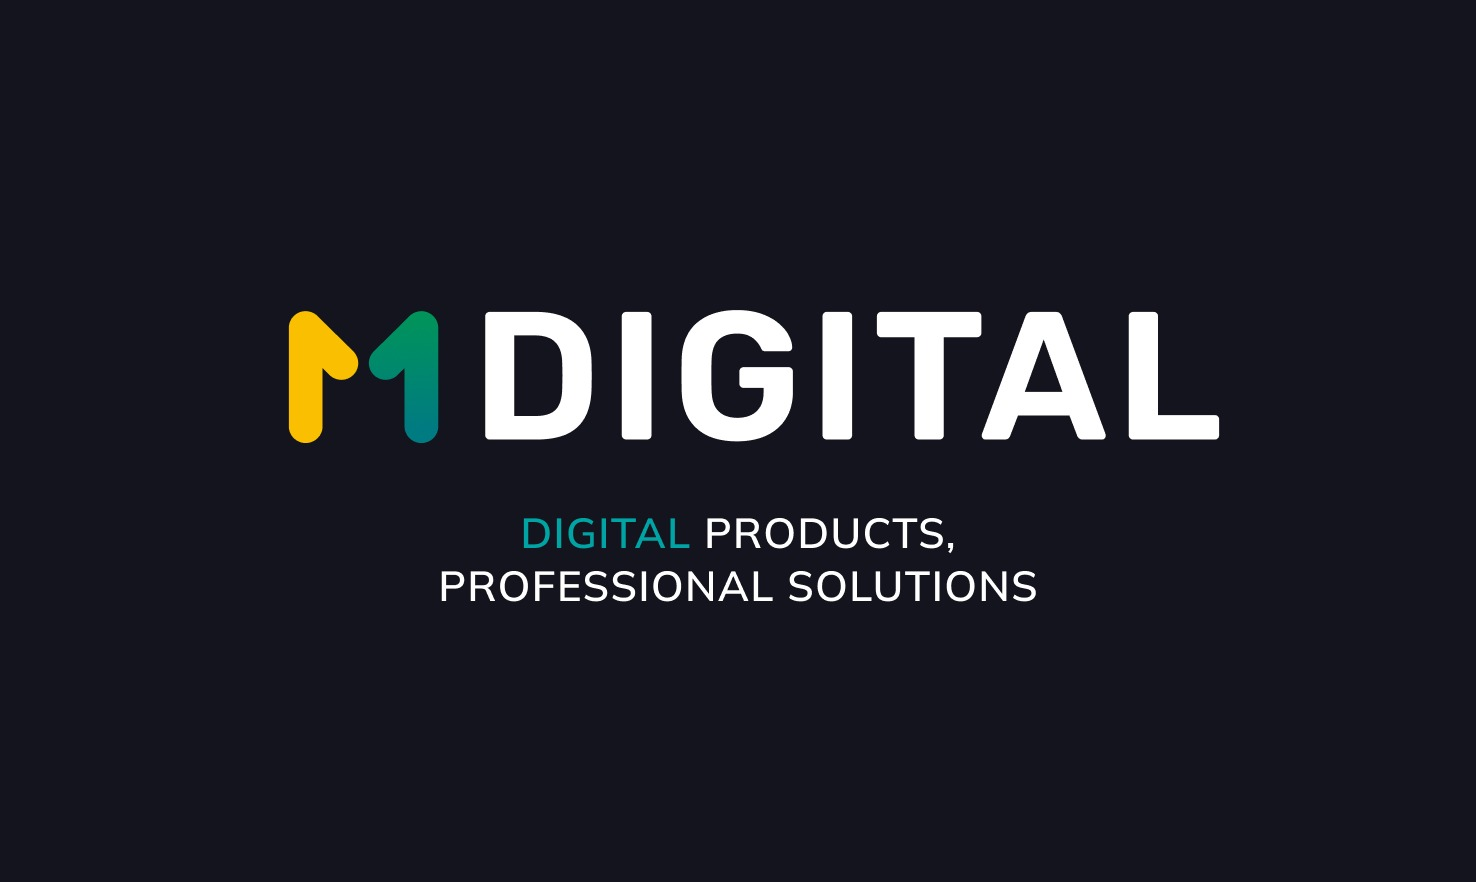 M DIGITAL
DIGITAL PRODUCTS,
PROFESSIONAL SOLUTIONS